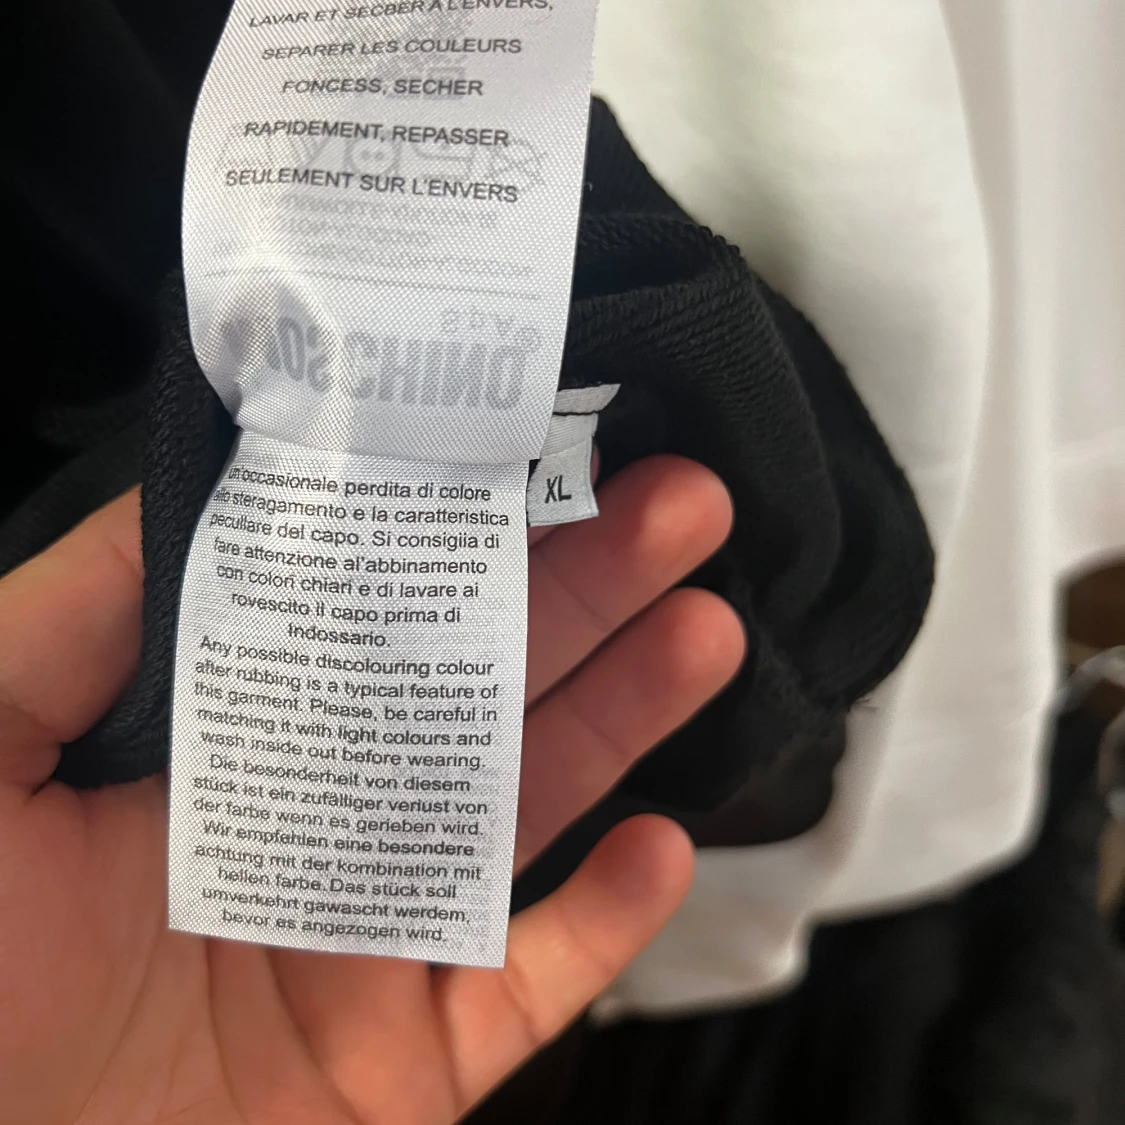 LAVAR ET SECBER A L'ENVERS,
SEPARER LES COULEURS
FONCESS, SECHER
RAPIDEMENT, REPASSER
SEULEMENT SUR L'ENVERS
XL
un'occasionale perdita di colore
allo steragamento e la caratteristica
peculiare del capo. Si consigiia di
fare attenzione al'abbinamento
con colori chiari e di lavare ai
rovescito il capo prima di
Indossario.
Any possible discolouring colour
after rubbing is a typical feature of
this garment. Please, be careful in
matching it with light colours and
wash inside out before wearing.
Die besonderheit von diesem
stück ist ein zufälliger verlust von
der farbe wenn es gerieben wird.
Wir empfehlen eine besondere
achtung mit der kombination mit
hellen farbe. Das stück soll
umverkehrt gawascht werdem,
bevor es angezogen wird.